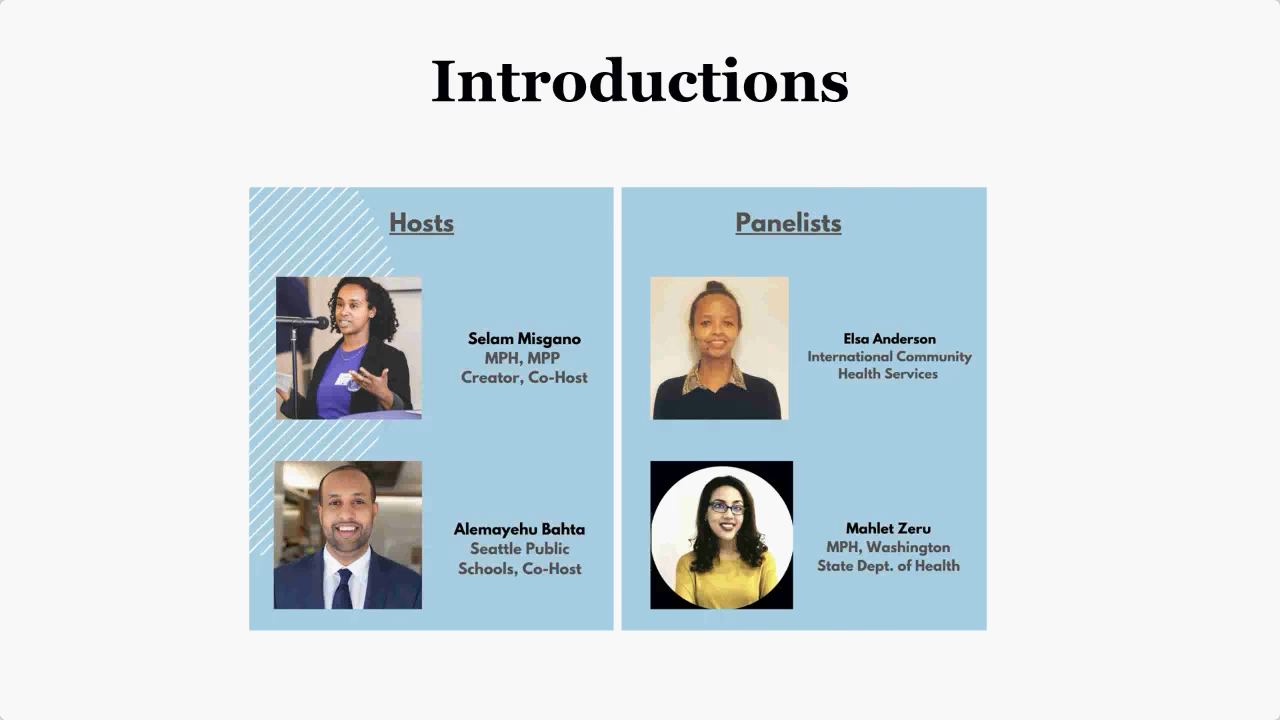 Introductions
Hosts
Selam Misgano
MPH, MPP
Creator, Co-Host
Alemayehu Bahta
Seattle Public
Schools, Co-Host
Panelists
Elsa Anderson
International Community
Health Services
Mahlet Zeru
MPH, Washington
State Dept. of Health